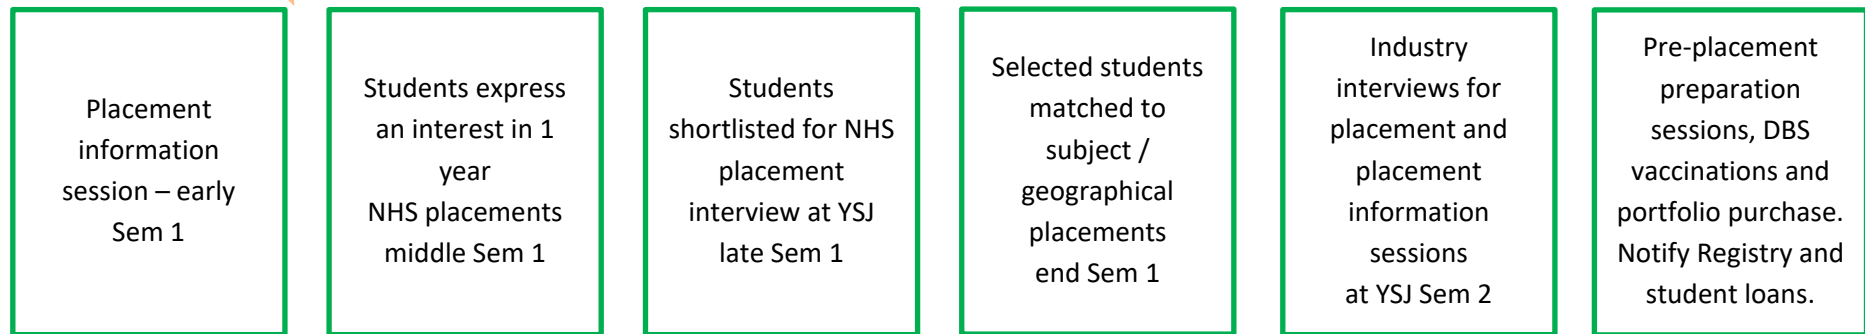 Placement
information
session – early
Sem 1
Students express
an interest in 1
year
NHS placements
middle Sem 1
Students
shortlisted for NHS
placement
interview at YSJ
late Sem 1
Selected students
matched to
subject /
geographical
placements
end Sem 1
Industry
interviews for
placement and
placement
information
sessions
at YSJ Sem 2
Pre-placement
preparation
sessions, DBS
vaccinations and
portfolio purchase.
Notify Registry and
student loans.